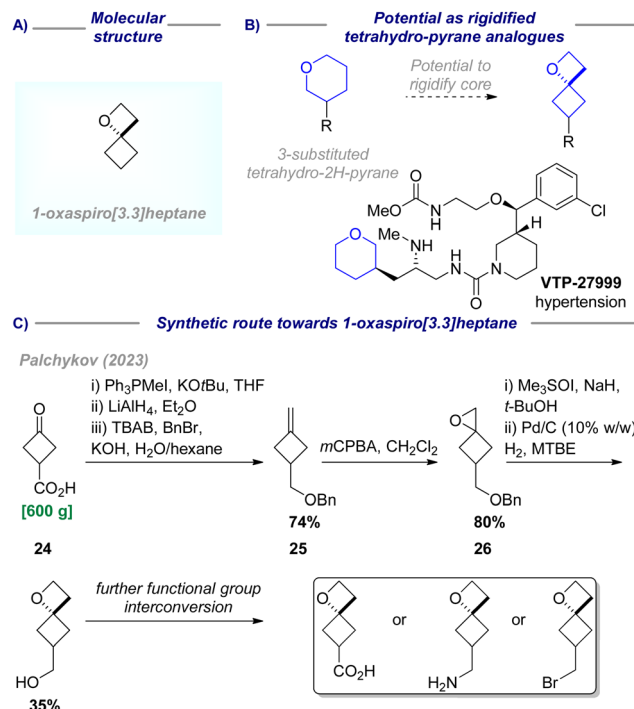 A) Molecular structure
O
1-oxaspiro[3.3]heptane
B) Potential as rigidified tetrahydro-pyrane analogues
O
R
3-substituted
tetrahydro-2H-pyrane
Potential to
rigidify core
O
R
O
MeO
N
H
O
Cl
H
O
MeN
NH
H
N
N
O
VTP-27999
hypertension
C) Synthetic route towards 1-oxaspiro[3.3]heptane
Palchykov (2023)
O
CO2H
[600 g]
24
i) Ph3PMeI, KOtBu, THF
ii) LiAlH4, Et2O
iii) TBAB, BnBr,
KOH, H2O/hexane
OBn
74%
25
mCPBA, CH2Cl2
O
OBn
80%
26
i) Me3SOI, NaH,
t-BuOH
ii) Pd/C (10% w/w)
H2, MTBE
O
HO
35%
further functional group
interconversion
O
CO2H
or
O
H2N
or
O
Br